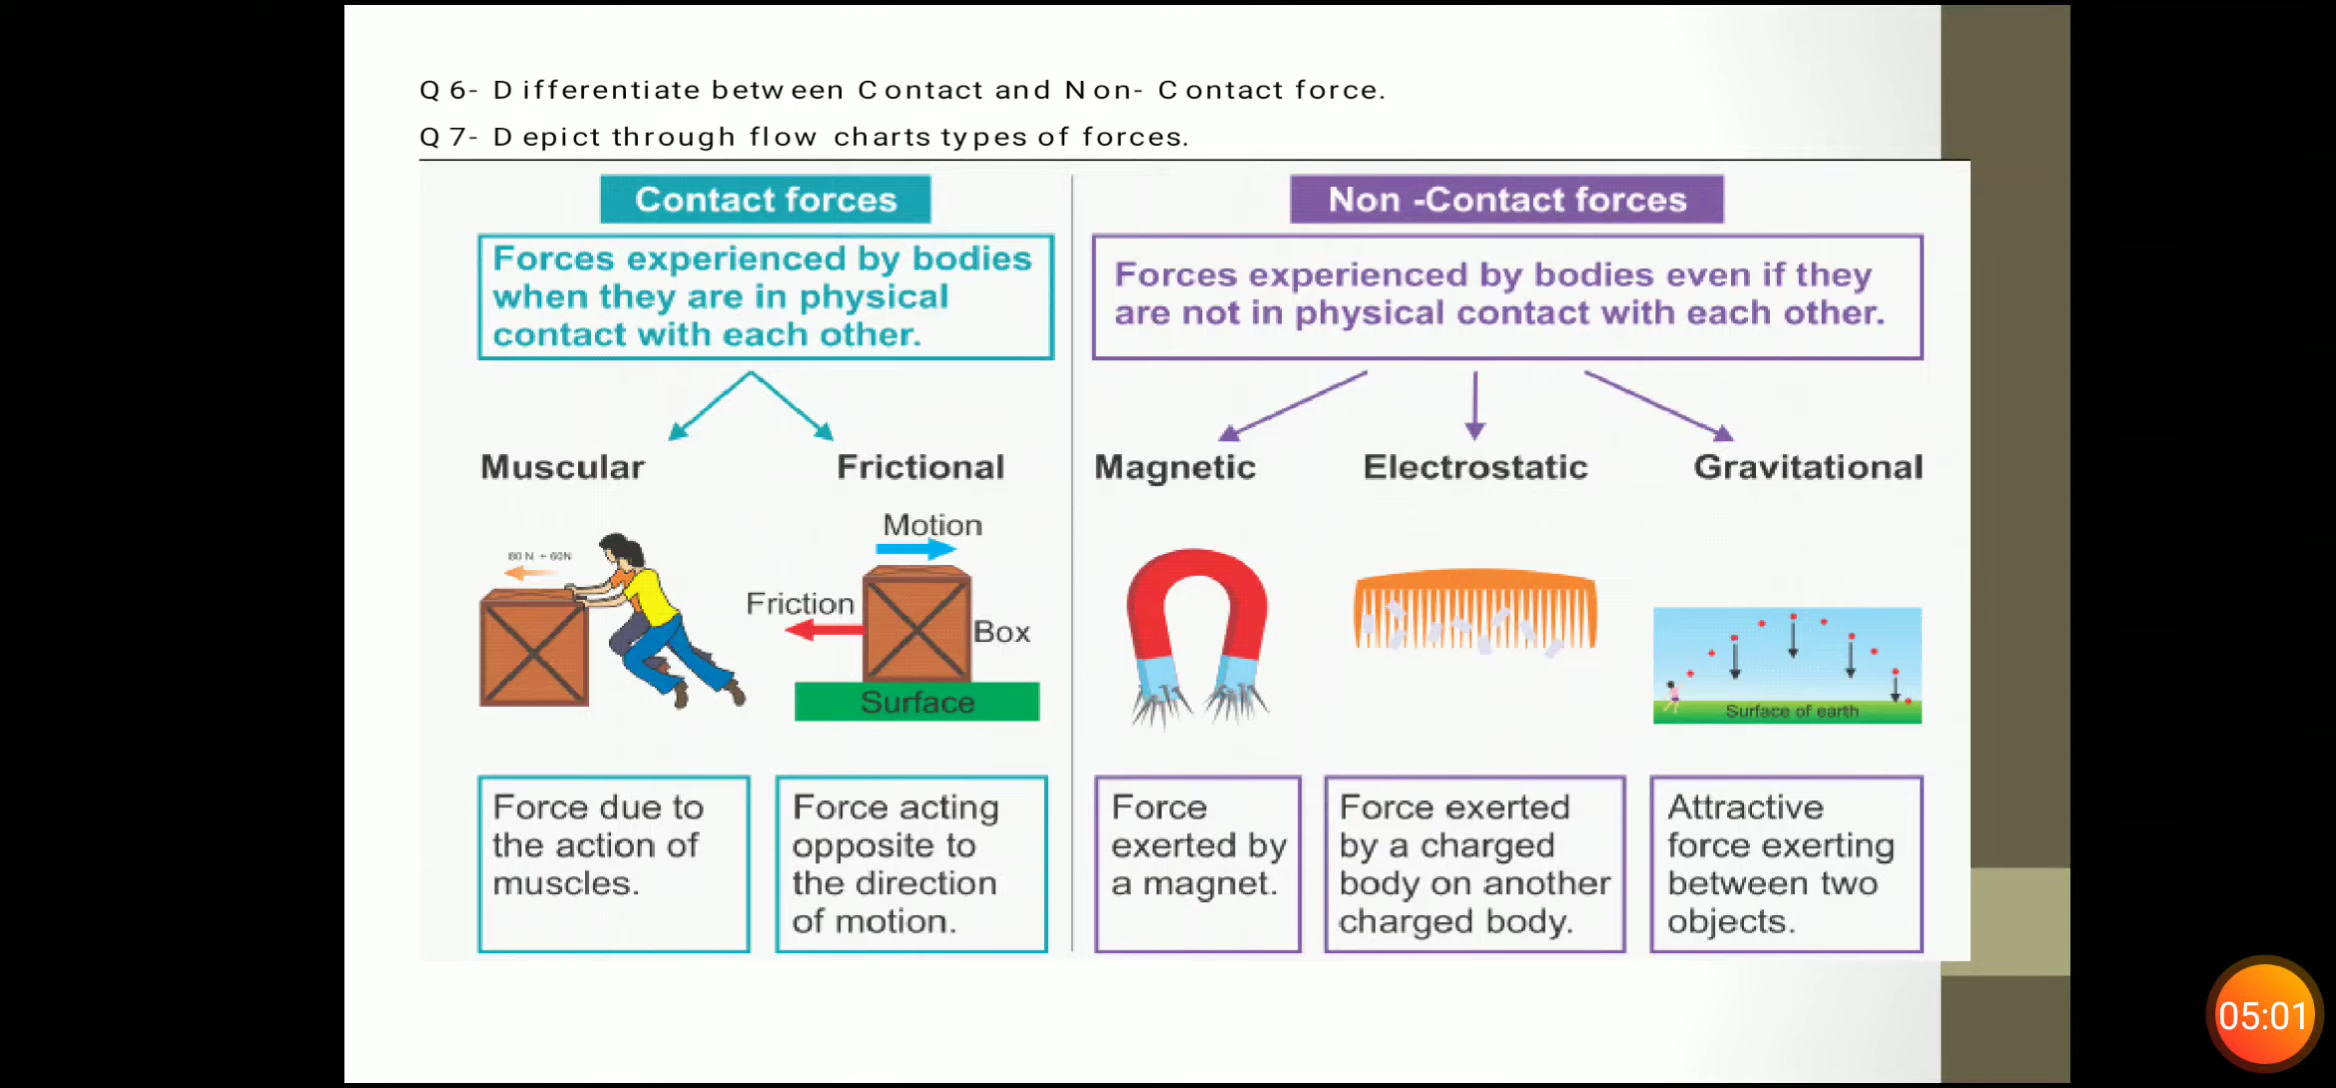 Q 6- Differentiate between Contact and Non- Contact force.
Q 7- Depict through flow charts types of forces.
Contact forces
Forces experienced by bodies
when they are in physical
contact with each other.
Muscular
Frictional
80 N + 60N
Motion
Friction
Box
Surface
Force due to
the action of
muscles.
Force acting
opposite to
the direction
of motion.
Non -Contact forces
Forces experienced by bodies even if they
are not in physical contact with each other.
Magnetic
Electrostatic
Gravitational
Surface of earth
Force
exerted by
a magnet.
Force exerted
by a charged
body on another
charged body.
Attractive
force exerting
between two
objects.
05:01